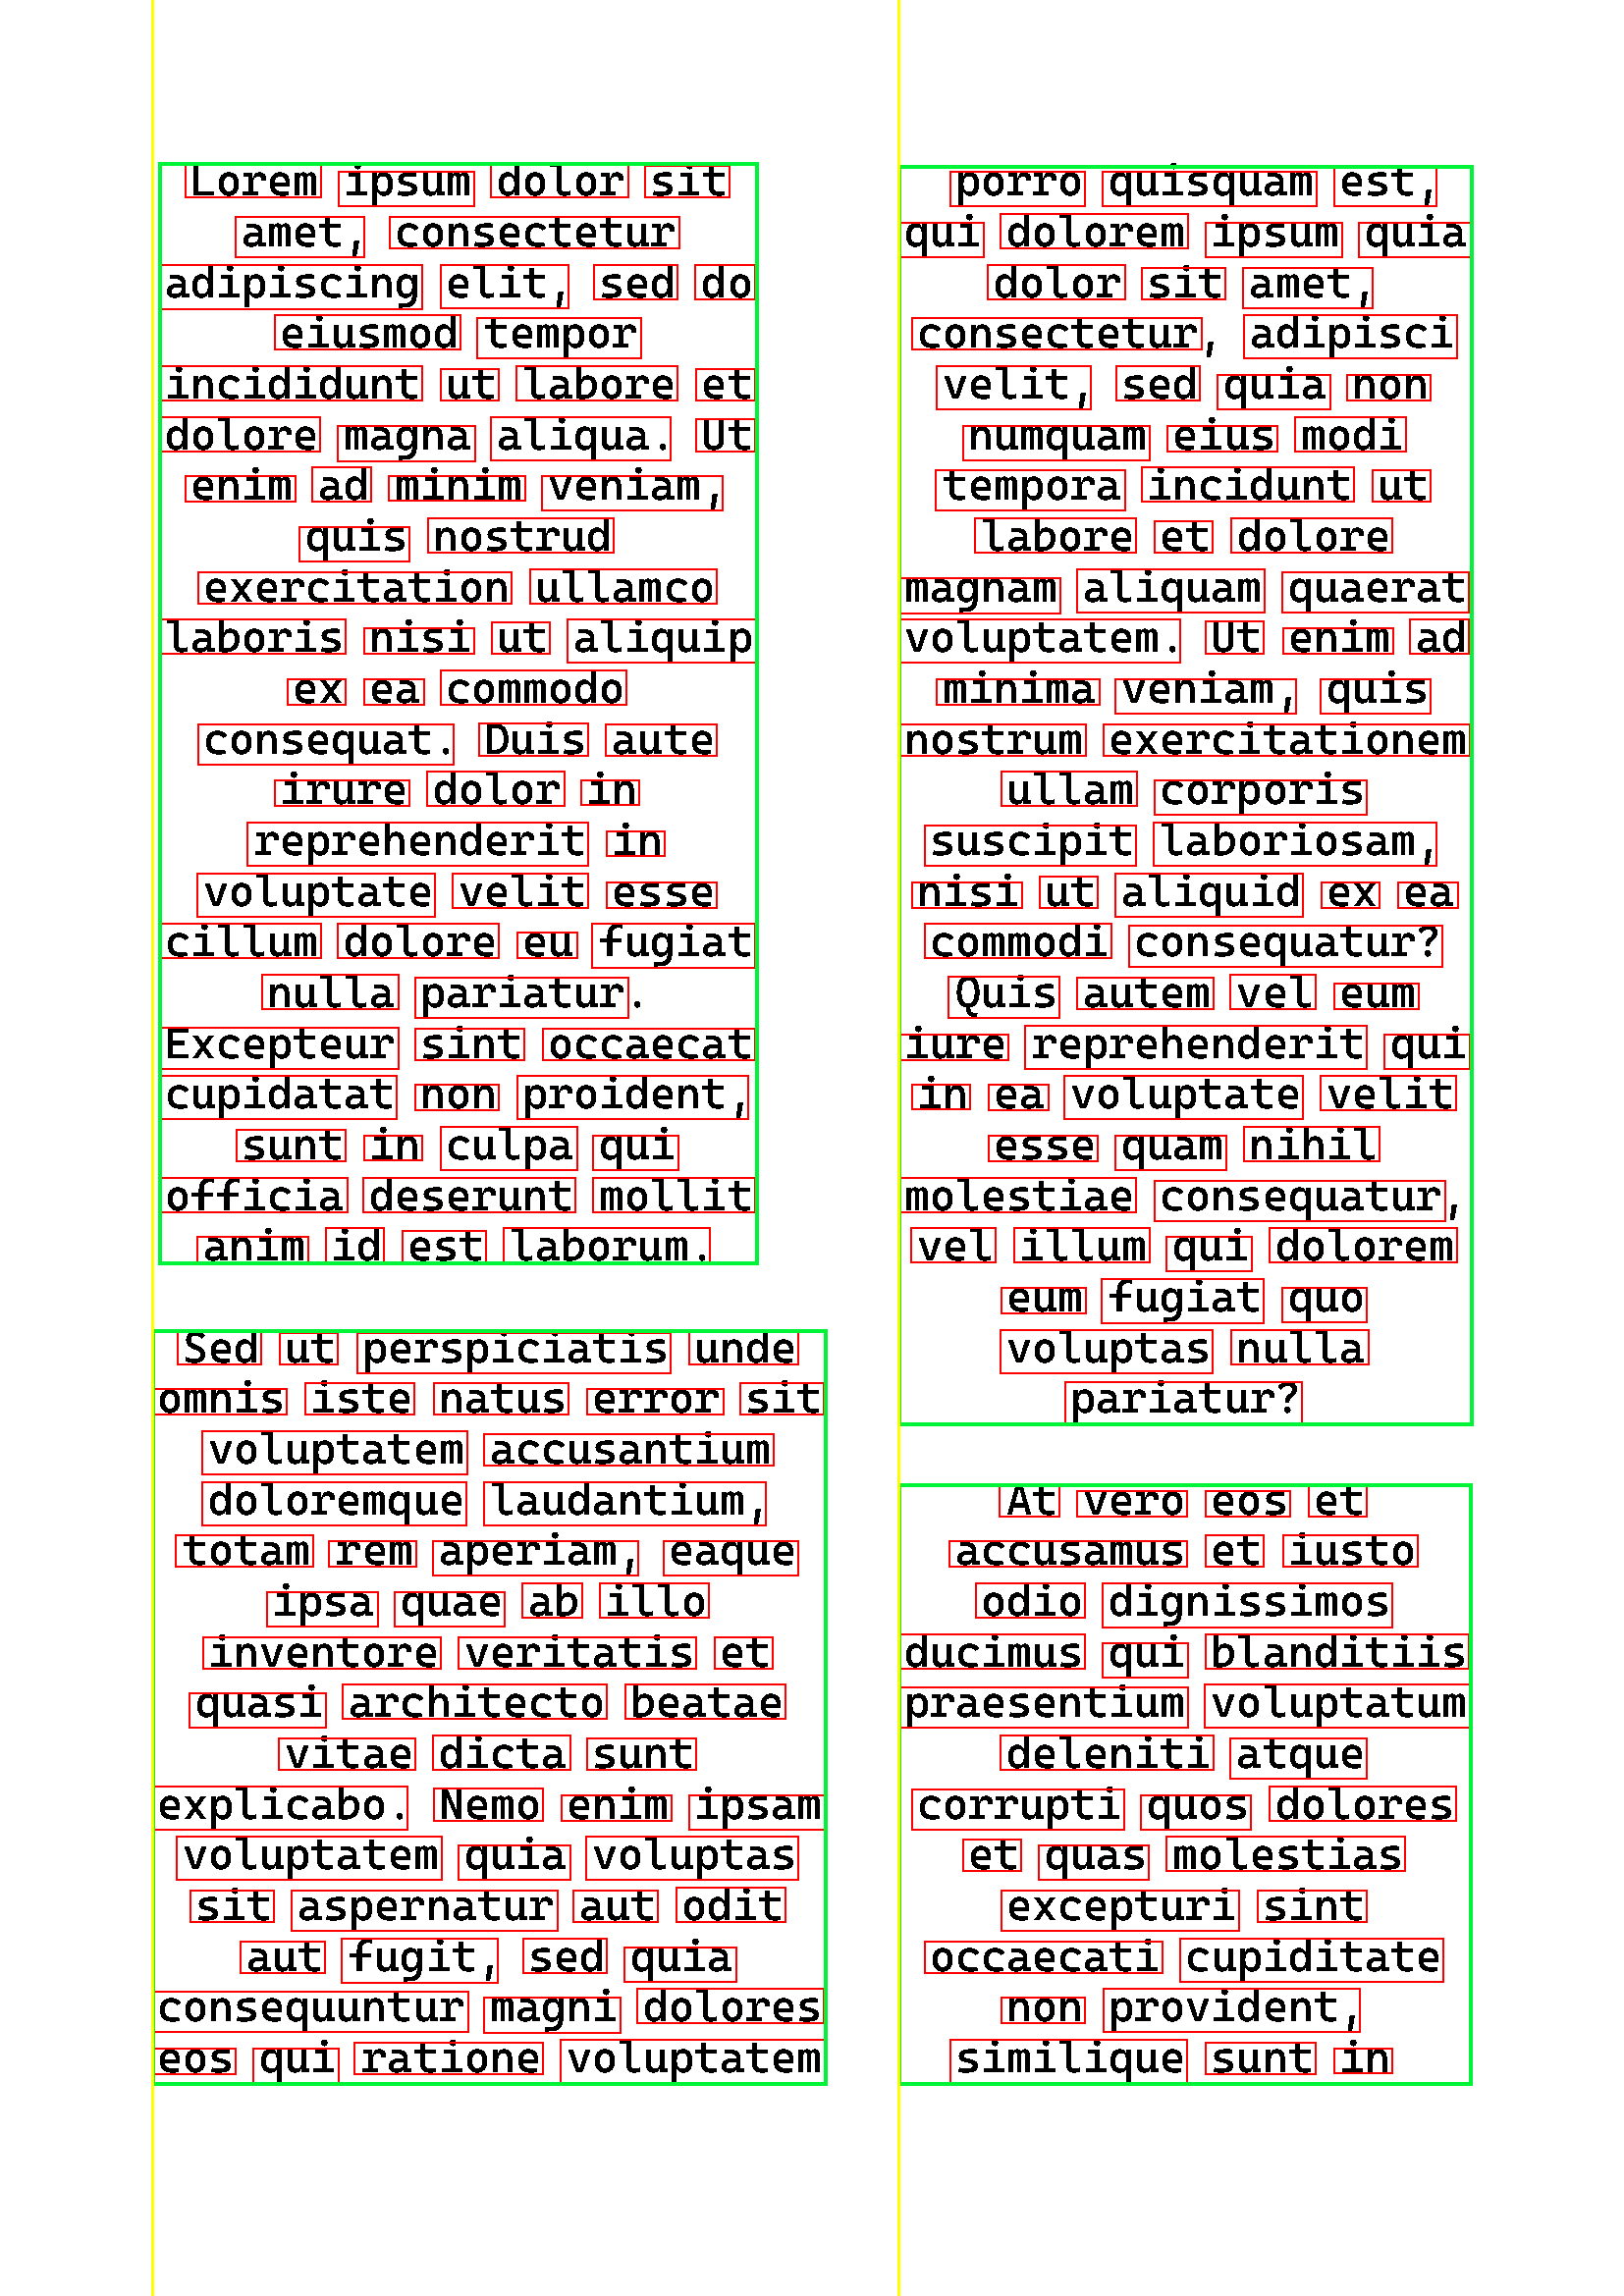 Lorem ipsum dolor sit
amet, consectetur
adipiscing elit, sed do
eiusmod tempor
incididunt ut labore et
dolore magna aliqua. Ut
enim ad minim veniam,
quis nostrud
exercitation ullamco
laboris nisi ut aliquip
ex ea commodo
consequat. Duis aute
irure dolor in
reprehenderit in
voluptate velit esse
cillum dolore eu fugiat
nulla pariatur.
Excepteur sint occaecat
cupidatat non proident,
sunt in culpa qui
officia deserunt mollit
anim id est laborum.
Sed ut perspiciatis unde
omnis iste natus error sit
voluptatem accusantium
doloremque laudantium,
totam rem aperiam, eaque
ipsa quae ab illo
inventore veritatis et
quasi architecto beatae
vitae dicta sunt
explicabo. Nemo enim ipsam
voluptatem quia voluptas
sit aspernatur aut odit
aut fugit, sed quia
consequuntur magni dolores
eos qui ratione voluptatem
porro quisquam est,
qui dolorem ipsum quia
dolor sit amet,
consectetur, adipisci
velit, sed quia non
numquam eius modi
tempora incidunt ut
labore et dolore
magnam aliquam quaerat
voluptatem. Ut enim ad
minima veniam, quis
nostrum exercitationem
ullam corporis
suscipit laboriosam,
nisi ut aliquid ex ea
commodi consequatur?
Quis autem vel eum
iure reprehenderit qui
in ea voluptate velit
esse quam nihil
molestiae consequatur,
vel illum qui dolorem
eum fugiat quo
voluptas nulla
pariatur?
At vero eos et
accusamus et iusto
odio dignissimos
ducimus qui blanditiis
praesentium voluptatum
deleniti atque
corrupti quos dolores
et quas molestias
excepturi sint
occaecati cupiditate
non provident,
similique sunt in